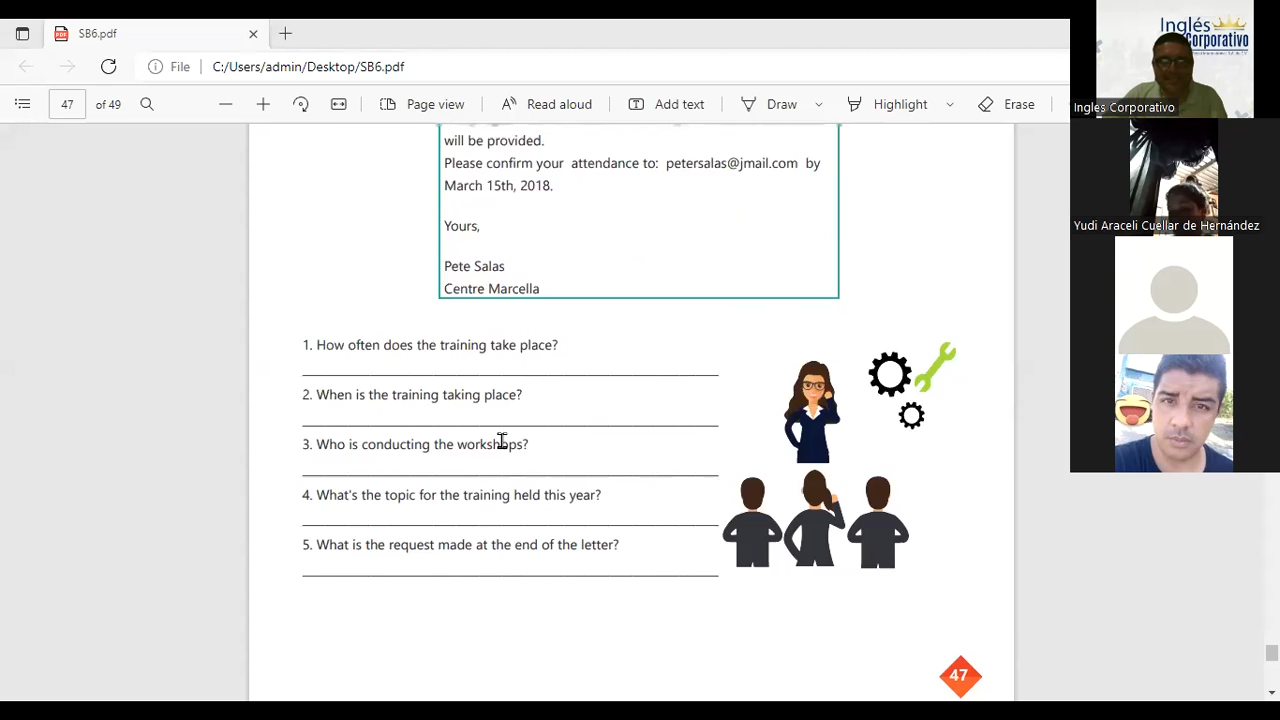 SB6.pdf
File
C:/Users/admin/Desktop/SB6.pdf
47 of 49
Page view
Read aloud
Add text
Draw
Highlight
Erase
will be provided.
Please confirm your attendance to: petersalas@jmail.com by
March 15th, 2018.
Yours,
Pete Salas
Centre Marcella
1. How often does the training take place?
2. When is the training taking place?
3. Who is conducting the workshops?
4. What's the topic for the training held this year?
5. What is the request made at the end of the letter?
47
Inglés
Corporativo
Ingles Corporativo
Yudi Araceli Cuellar de Hernández